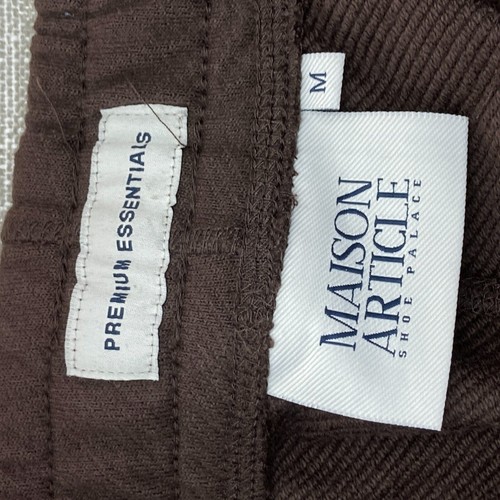 PREMIUM ESSENTIALS
M
MAISON
ARTICLE
SHOE PALACE